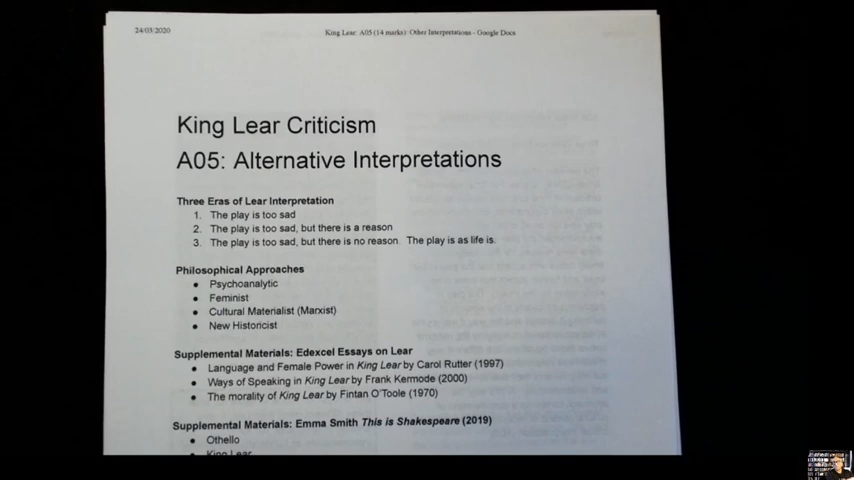 24/03/2020
King Lear: A05 (14 marks): Other Interpretations - Google Docs
King Lear Criticism
A05: Alternative Interpretations
Three Eras of Lear Interpretation
1. The play is too sad
2. The play is too sad, but there is a reason
3. The play is too sad, but there is no reason. The play is as life is.
Philosophical Approaches
• Psychoanalytic
• Feminist
• Cultural Materialist (Marxist)
• New Historicist
Supplemental Materials: Edexcel Essays on Lear
• Language and Female Power in King Lear by Carol Rutter (1997)
• Ways of Speaking in King Lear by Frank Kermode (2000)
• The morality of King Lear by Fintan O'Toole (1970)
Supplemental Materials: Emma Smith This is Shakespeare (2019)
• Othello
• King Lear